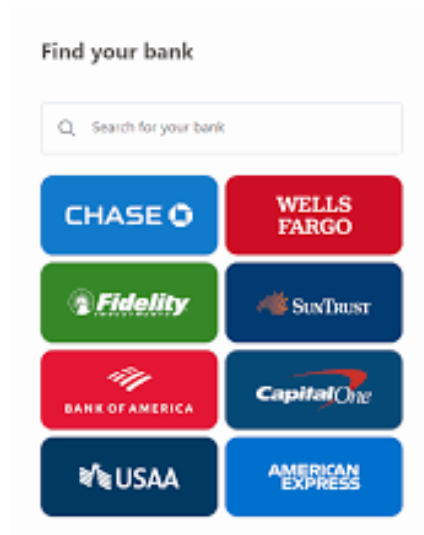 Find your bank
Search for your bank
CHASE
WELLS
FARGO
Fidelity
INVESTMENTS
SUNTRUST
BANK OF AMERICA
Capital One
USAA
AMERICAN
EXPRESS